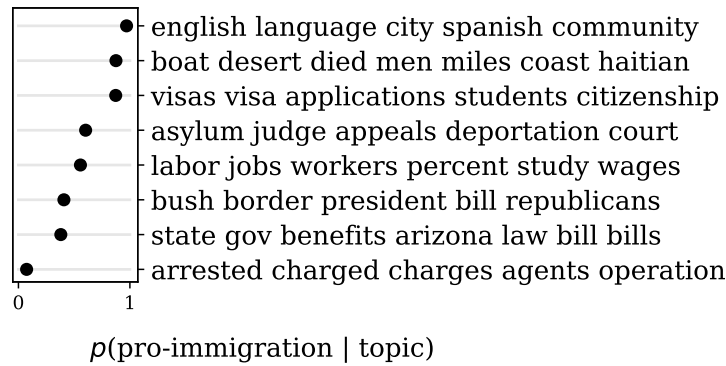 english language city spanish community
boat desert died men miles coast haitian
visas visa applications students citizenship
asylum judge appeals deportation court
labor jobs workers percent study wages
bush border president bill republicans
state gov benefits arizona law bill bills
arrested charged charges agents operation
0 1
p(pro-immigration | topic)